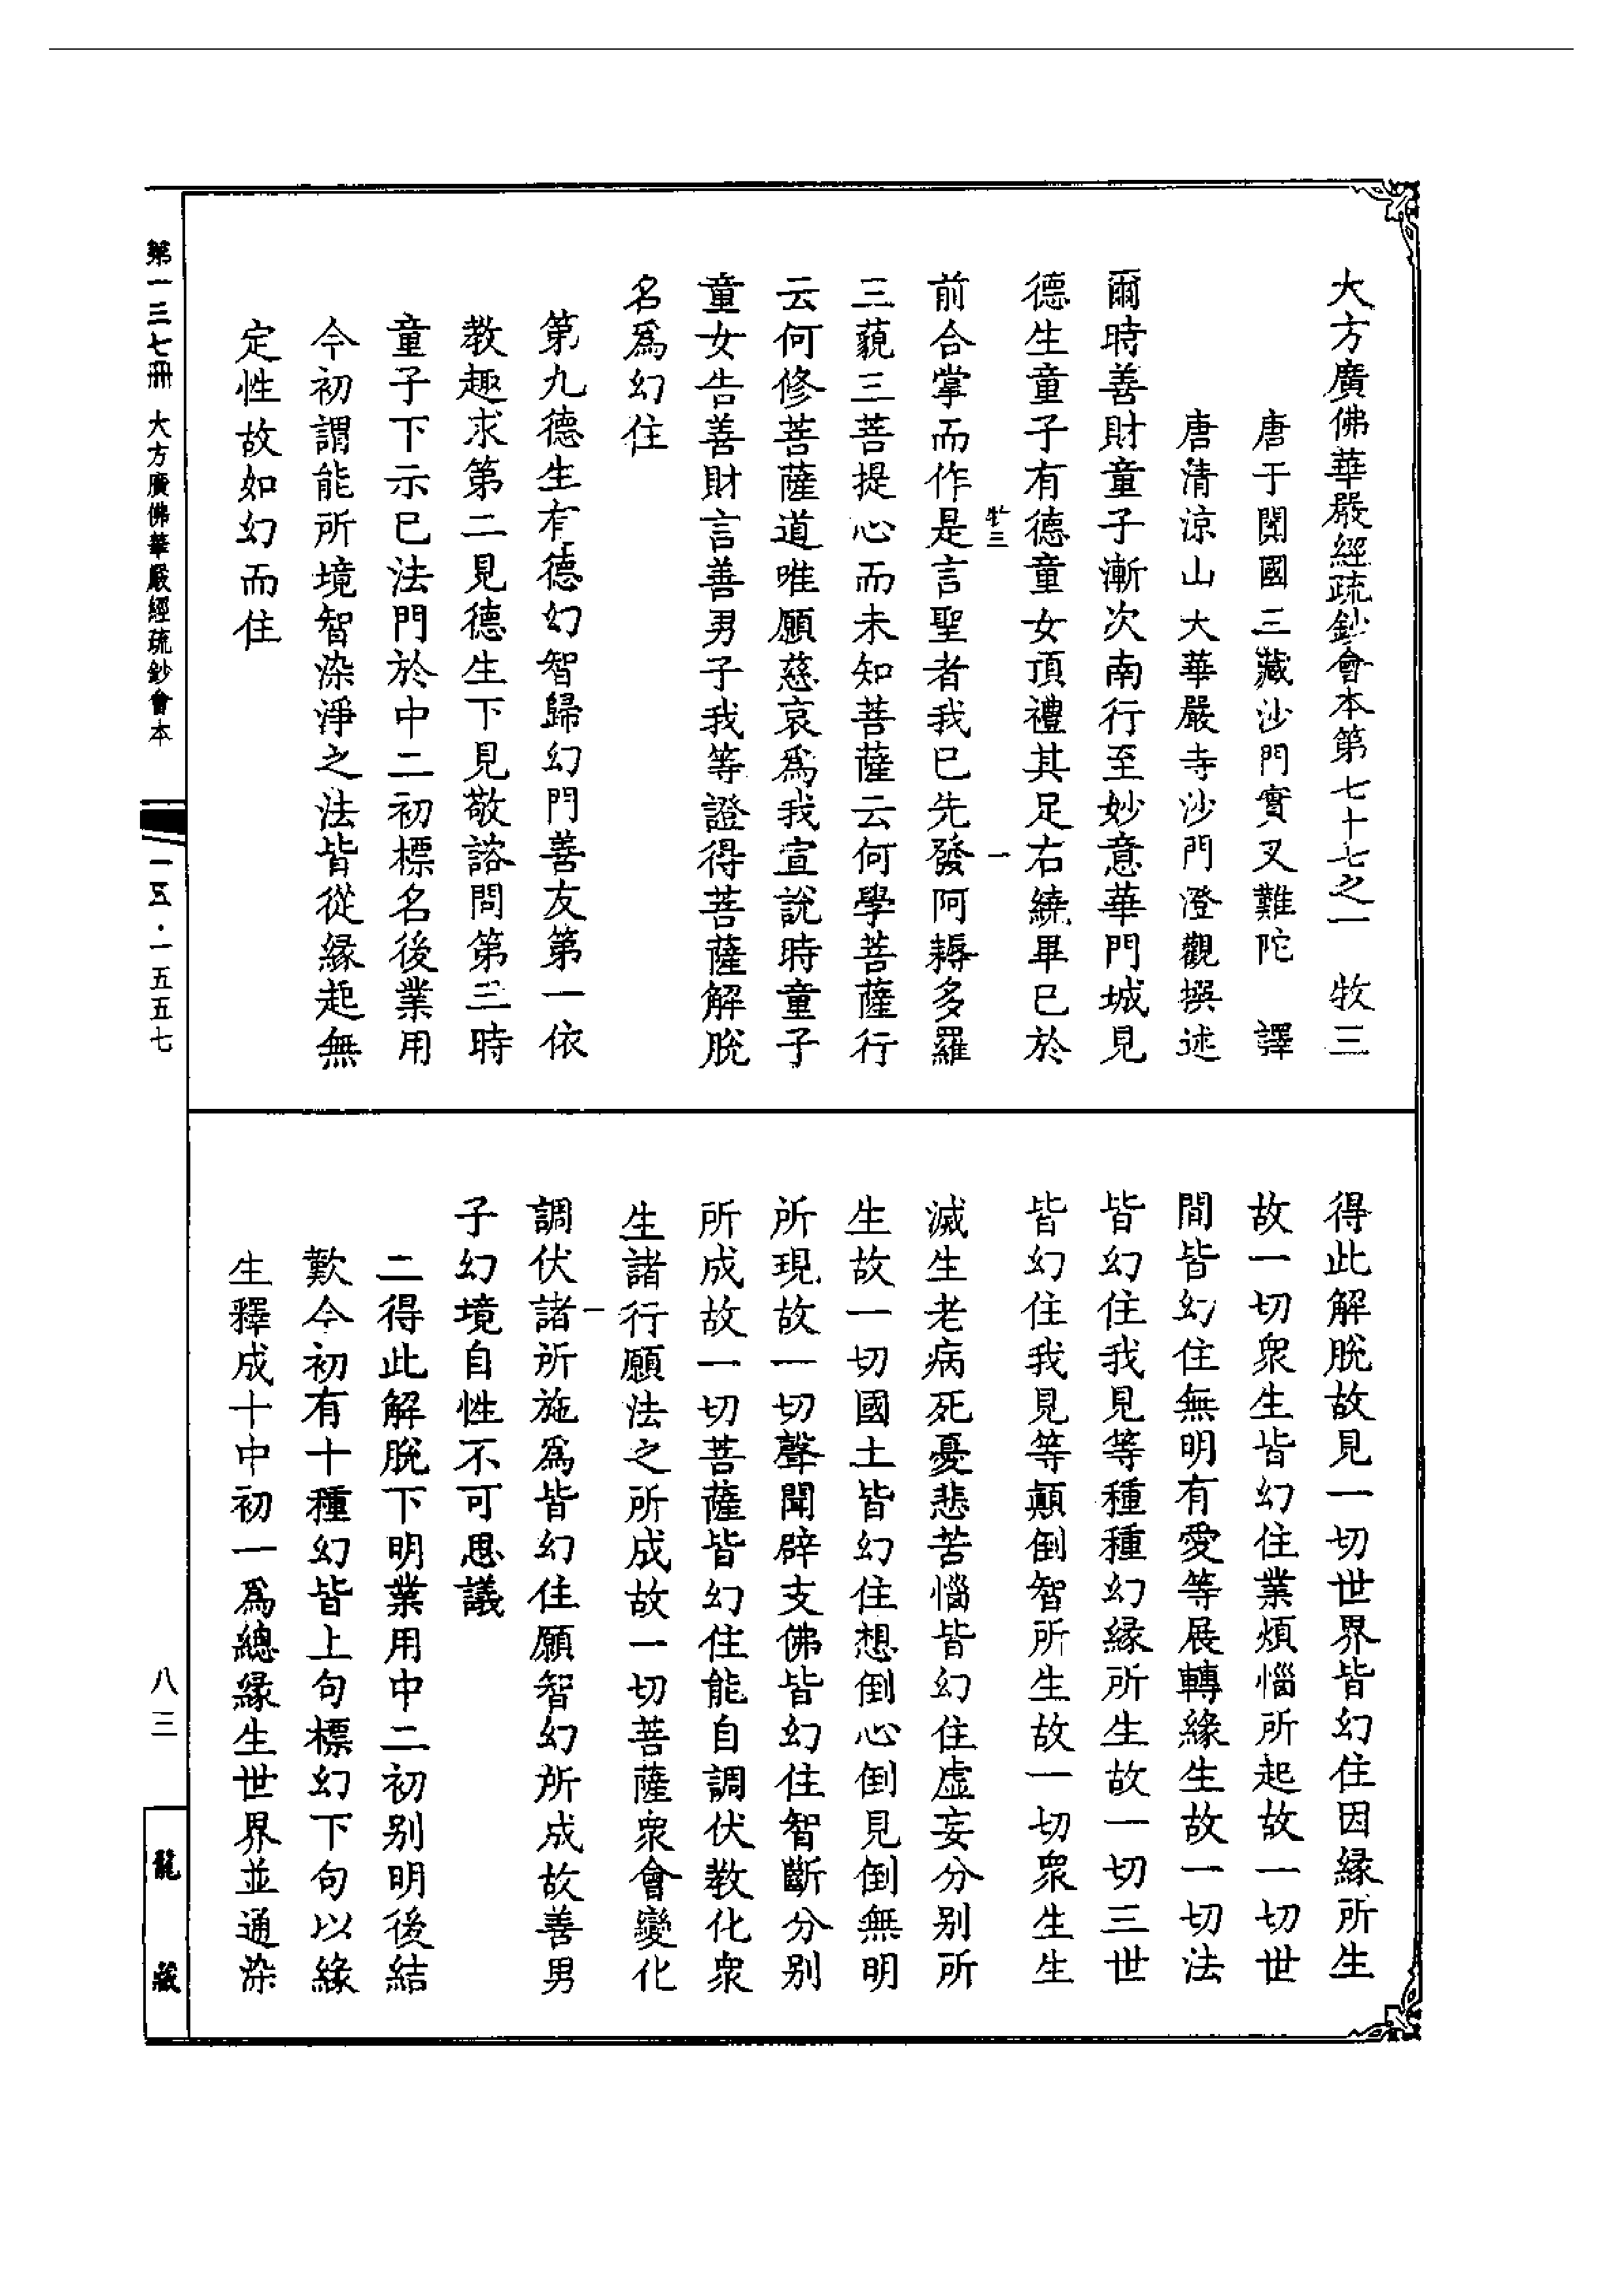 大方廣佛華嚴經疏鈔會本第七十七之一　牧三
唐于闐國三藏沙門實叉難陀　譯
唐清涼山大華嚴寺沙門澄觀撰述
爾時善財童子漸次南行至妙意華門城見
德生童子有德童女頂禮其足右繞畢已於
牧三　一
前合掌而作是言聖者我已先發阿耨多羅
三藐三菩提心而未知菩薩云何學菩薩行
云何修菩薩道唯願慈哀爲我宣說時童子
童女告善財言善男子我等證得菩薩解脫
名爲幻住
第九德生有德幻智歸幻門善友第一依
教趣求第二見德生下見敬諮問第三時
童子下示已法門於中二初標名後業用
今初謂能所境智染淨之法皆從緣起無
定性故如幻而住
得此解脫故見一切世界皆幻住因緣所生
故一切衆生皆幻住業煩惱所起故一切世
間皆幻住無明有愛等展轉緣生故一切法
皆幻住我見等種種幻緣所生故一切三世
皆幻住我見等顛倒智所生故一切衆生生
滅生老病死憂悲苦惱皆幻住虛妄分別所
生故一切國土皆幻住想倒心倒見倒無明
所現故一切聲聞辟支佛皆幻住智斷分別
所成故一切菩薩皆幻住能自調伏教化衆
生諸行願法之所成故一切菩薩衆會變化
一
調伏諸所施爲皆幻住願智幻所成故善男
子幻境自性不可思議
二得此解脫下明業用中二初別明後結
歎今初有十種幻皆上句標幻下句以緣
生釋成十中初一爲總緣生世界並通染
第一三七冊　大方廣佛華嚴經疏鈔會本
一五五·一五五七
八三
龍藏